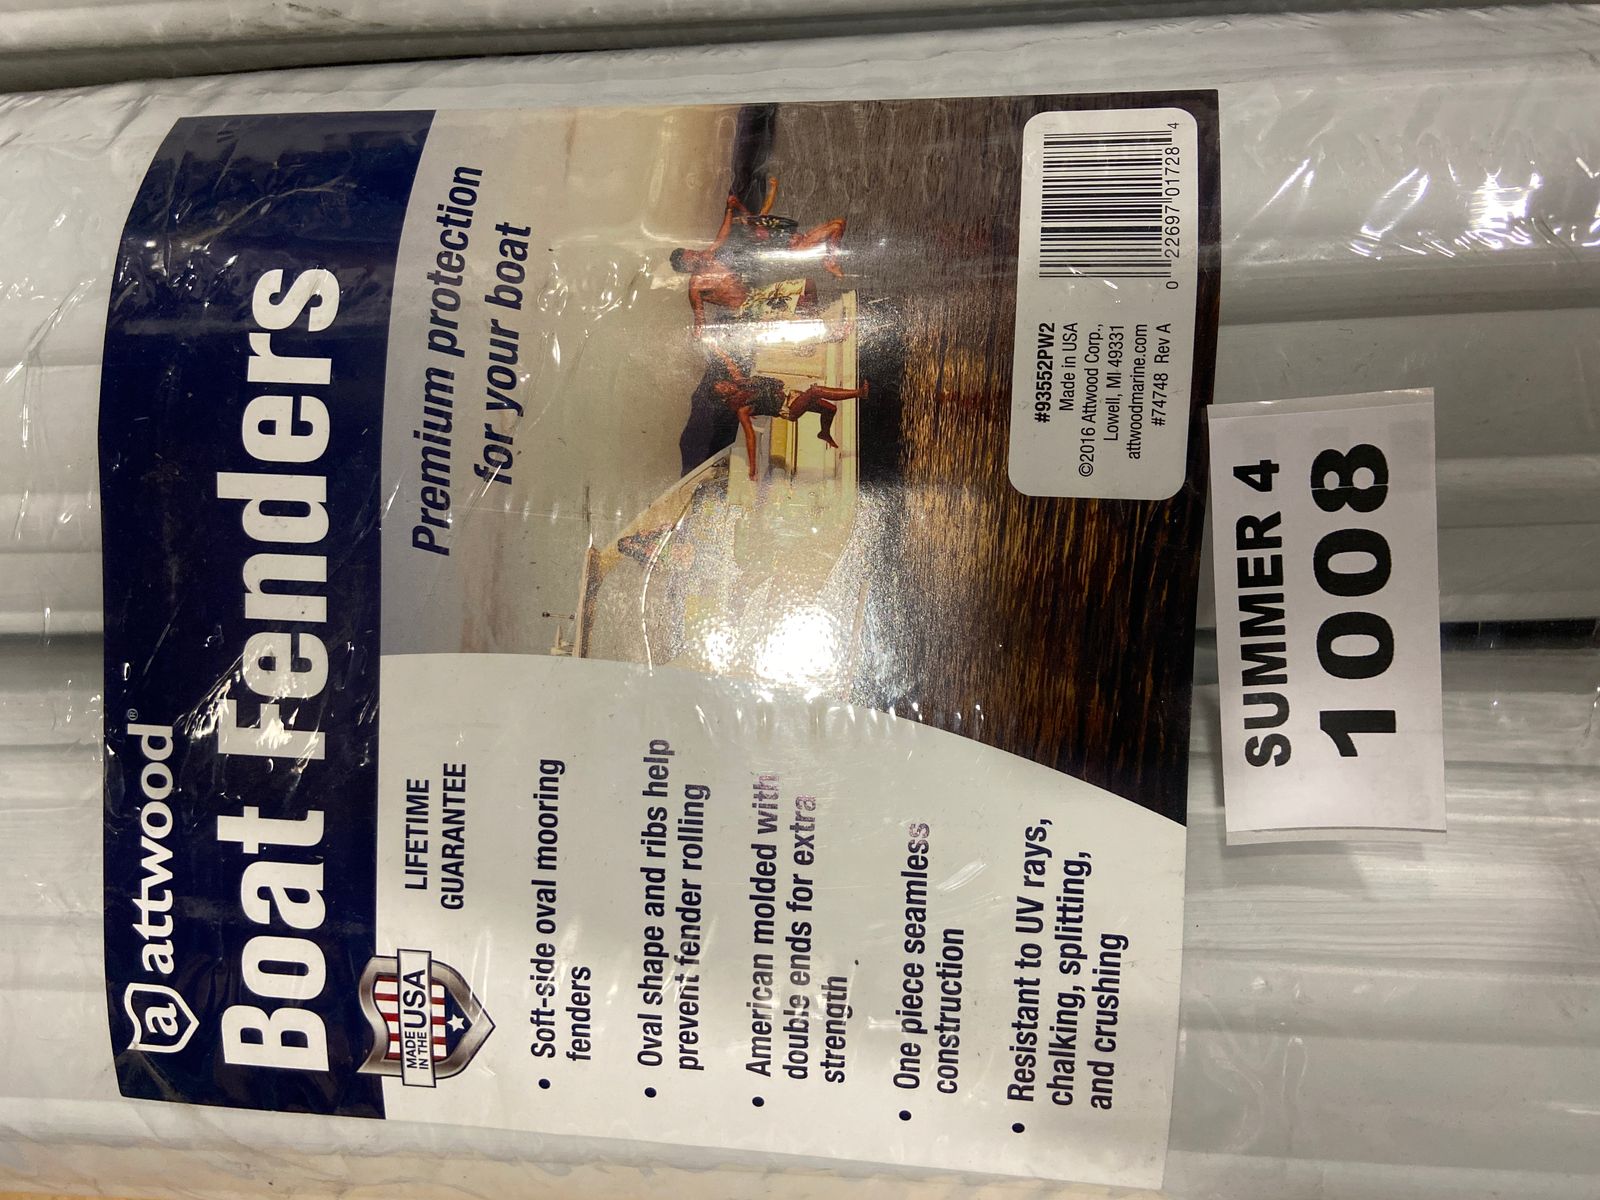 a attwood®
Boat Fenders
Premium protection
for your boat
MADE
IN THE USA
LIFETIME
GUARANTEE
• Soft-side oval mooring
fenders
• Oval shape and ribs help
prevent fender rolling
• American molded with
double ends for extra
strength
• One piece seamless
construction
• Resistant to UV rays,
chalking, splitting,
and crushing
#93552PW2
Made in USA
©2016 Attwood Corp.,
Lowell, MI 49331
attwoodmarine.com
#74748 Rev A
0 22697 01728 4
SUMMER 4
1008